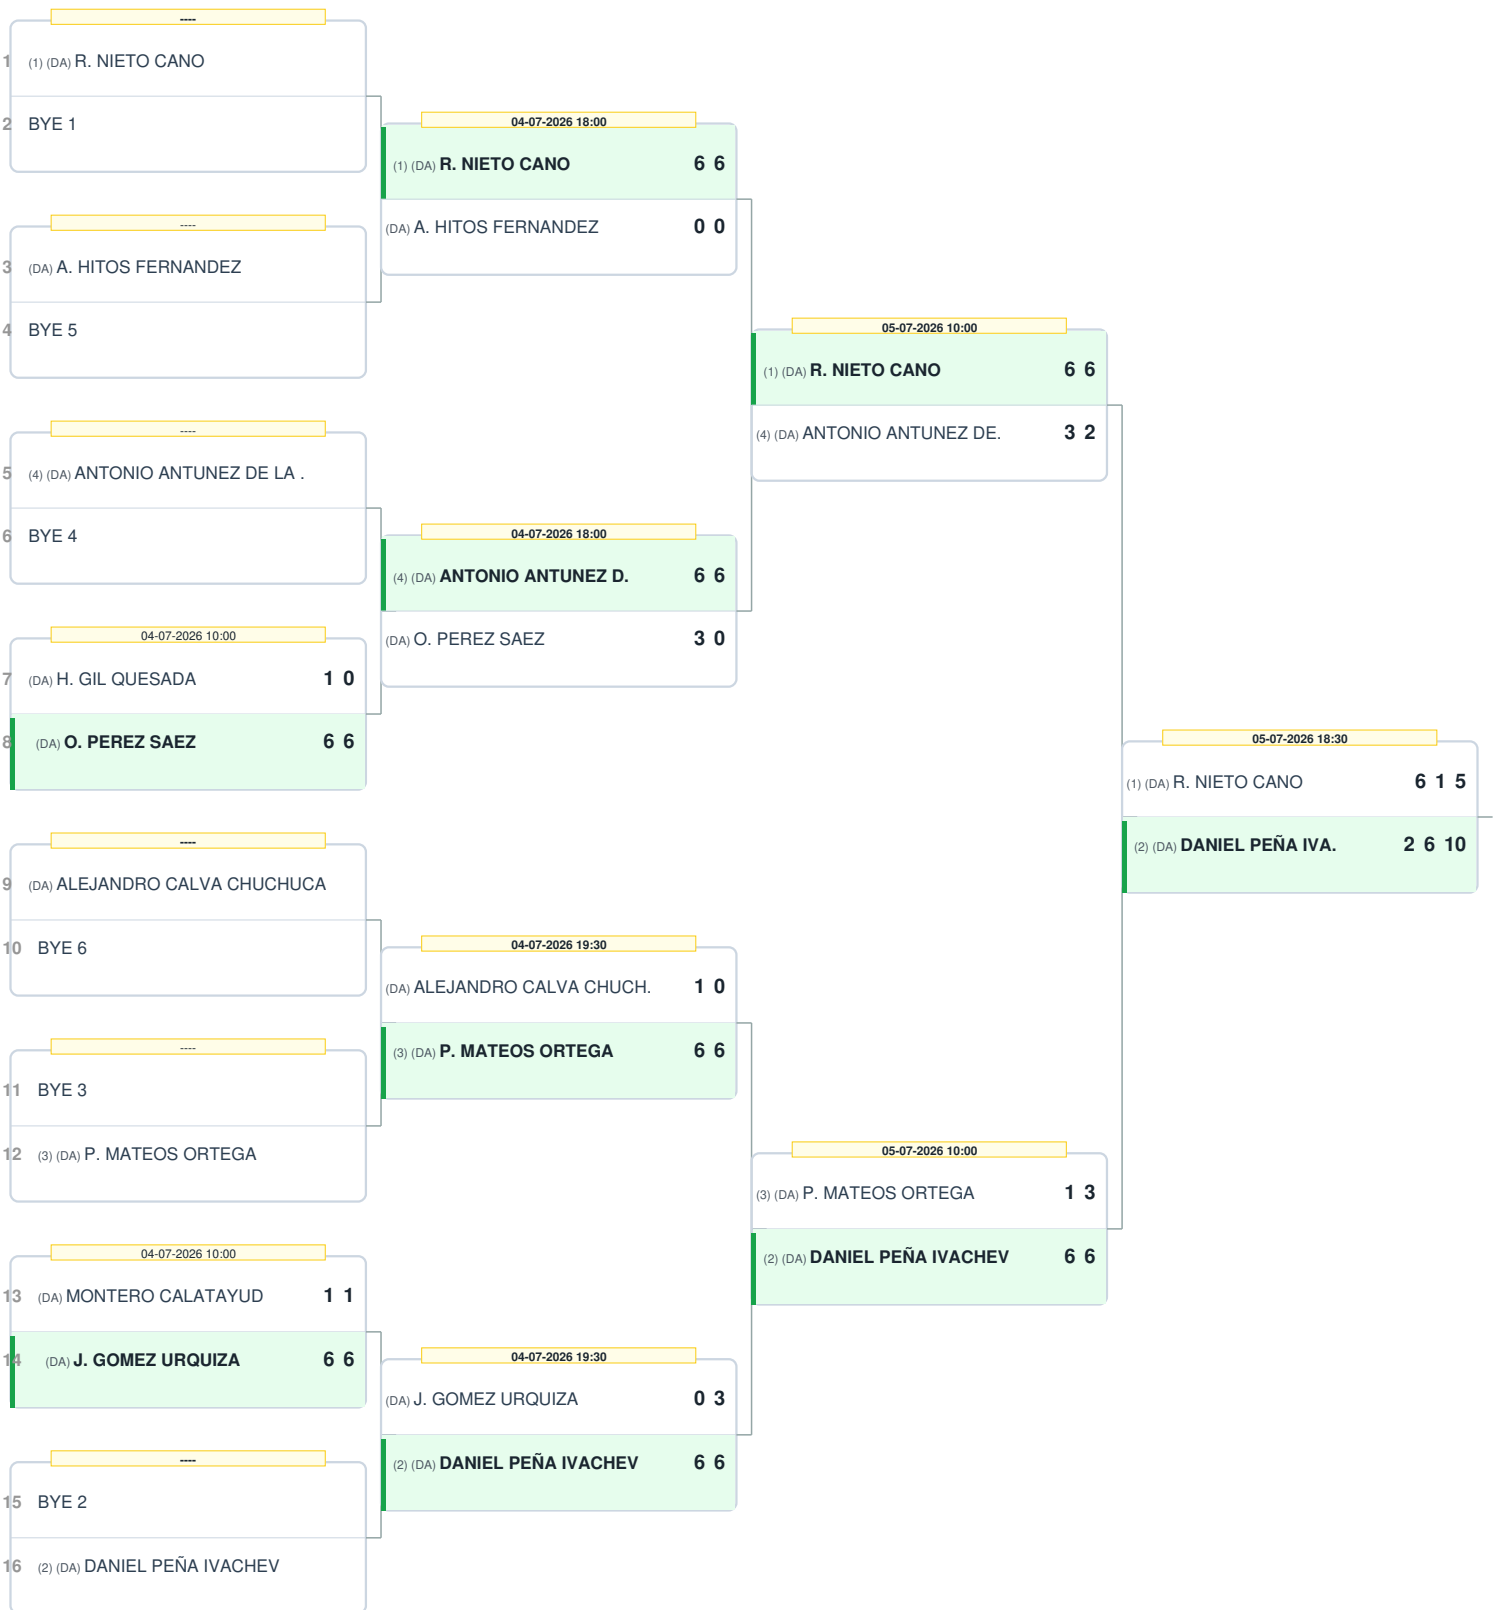 ----
1 (1) (DA) R. NIETO CANO
2 BYE 1
----
3 (DA) A. HITOS FERNANDEZ
4 BYE 5
----
5 (4) (DA) ANTONIO ANTUNEZ DE LA .
6 BYE 4
04-07-2026 10:00
7 (DA) H. GIL QUESADA 1 0
8 (DA) O. PEREZ SAEZ 6 6
----
9 (DA) ALEJANDRO CALVA CHUCHUCA
10 BYE 6
----
11 BYE 3
12 (3) (DA) P. MATEOS ORTEGA
04-07-2026 10:00
13 (DA) MONTERO CALATAYUD 1 1
14 (DA) J. GOMEZ URQUIZA 6 6
----
15 BYE 2
16 (2) (DA) DANIEL PEÑA IVACHEV
04-07-2026 18:00
(1) (DA) R. NIETO CANO 6 6
(DA) A. HITOS FERNANDEZ 0 0
04-07-2026 18:00
(4) (DA) ANTONIO ANTUNEZ D. 6 6
(DA) O. PEREZ SAEZ 3 0
04-07-2026 19:30
(DA) ALEJANDRO CALVA CHUCH. 1 0
(3) (DA) P. MATEOS ORTEGA 6 6
04-07-2026 19:30
(DA) J. GOMEZ URQUIZA 0 3
(2) (DA) DANIEL PEÑA IVACHEV 6 6
05-07-2026 10:00
(1) (DA) R. NIETO CANO 6 6
(4) (DA) ANTONIO ANTUNEZ DE. 3 2
05-07-2026 10:00
(3) (DA) P. MATEOS ORTEGA 1 3
(2) (DA) DANIEL PEÑA IVACHEV 6 6
05-07-2026 18:30
(1) (DA) R. NIETO CANO 6 1 5
(2) (DA) DANIEL PEÑA IVA. 2 6 10